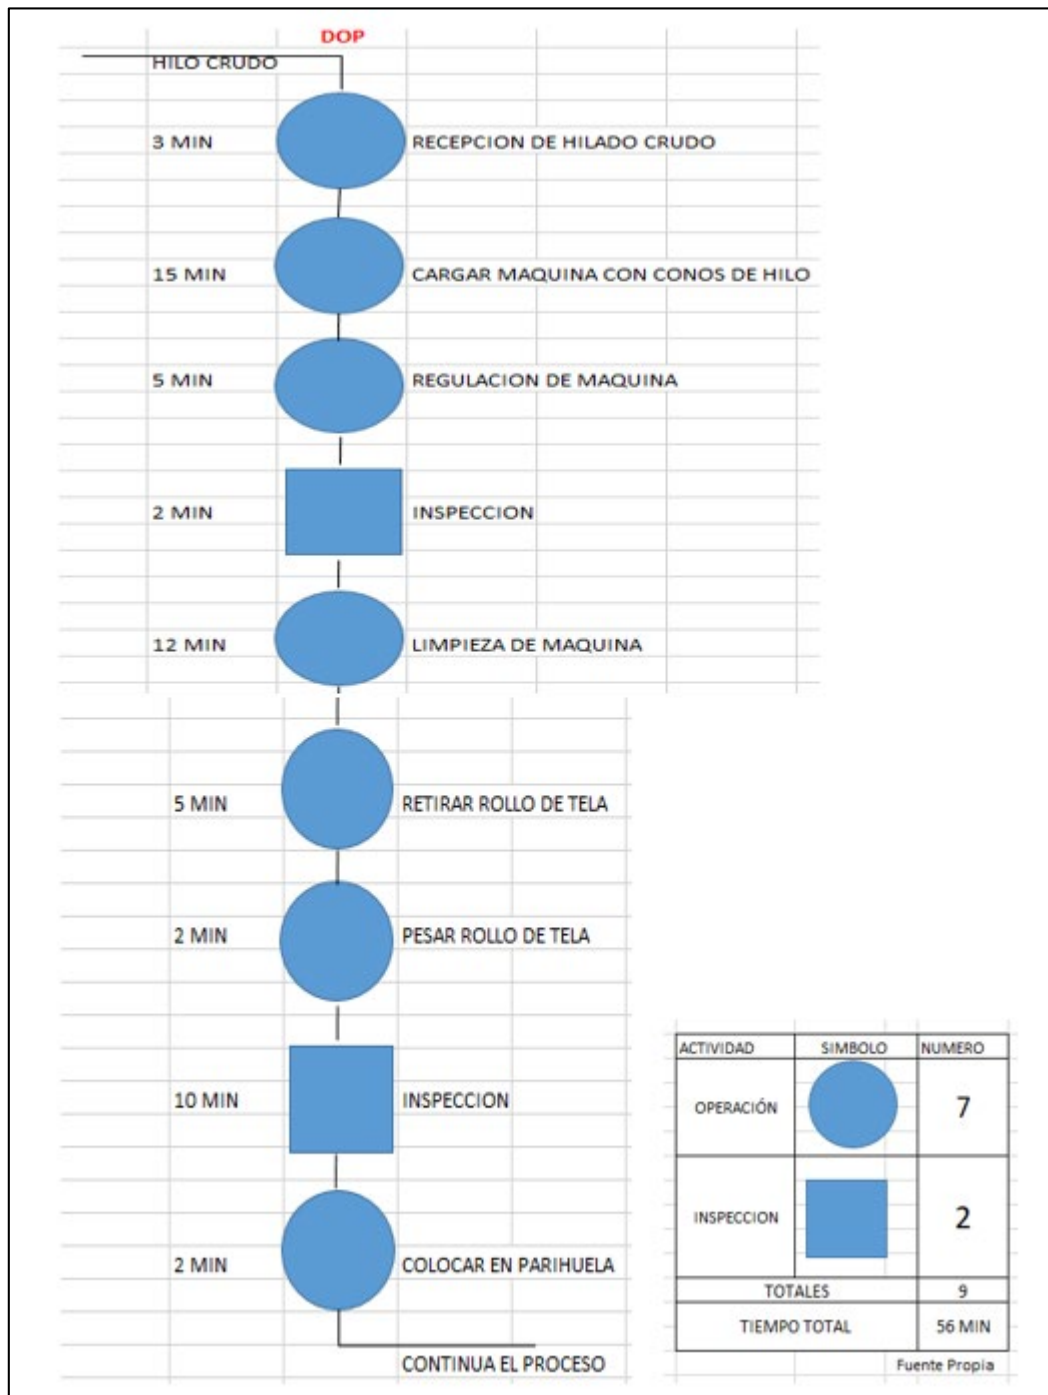 DOP
HILO CRUDO
3 MIN RECEPCION DE HILADO CRUDO
15 MIN CARGAR MAQUINA CON CONOS DE HILO
5 MIN REGULACION DE MAQUINA
2 MIN INSPECCION
12 MIN LIMPIEZA DE MAQUINA
5 MIN RETIRAR ROLLO DE TELA
2 MIN PESAR ROLLO DE TELA
10 MIN INSPECCION
2 MIN COLOCAR EN PARIHUELA
CONTINUA EL PROCESO
ACTIVIDAD SIMBOLO NUMERO
OPERACIÓN 7
INSPECCION 2
TOTALES 9
TIEMPO TOTAL 56 MIN
Fuente Propia